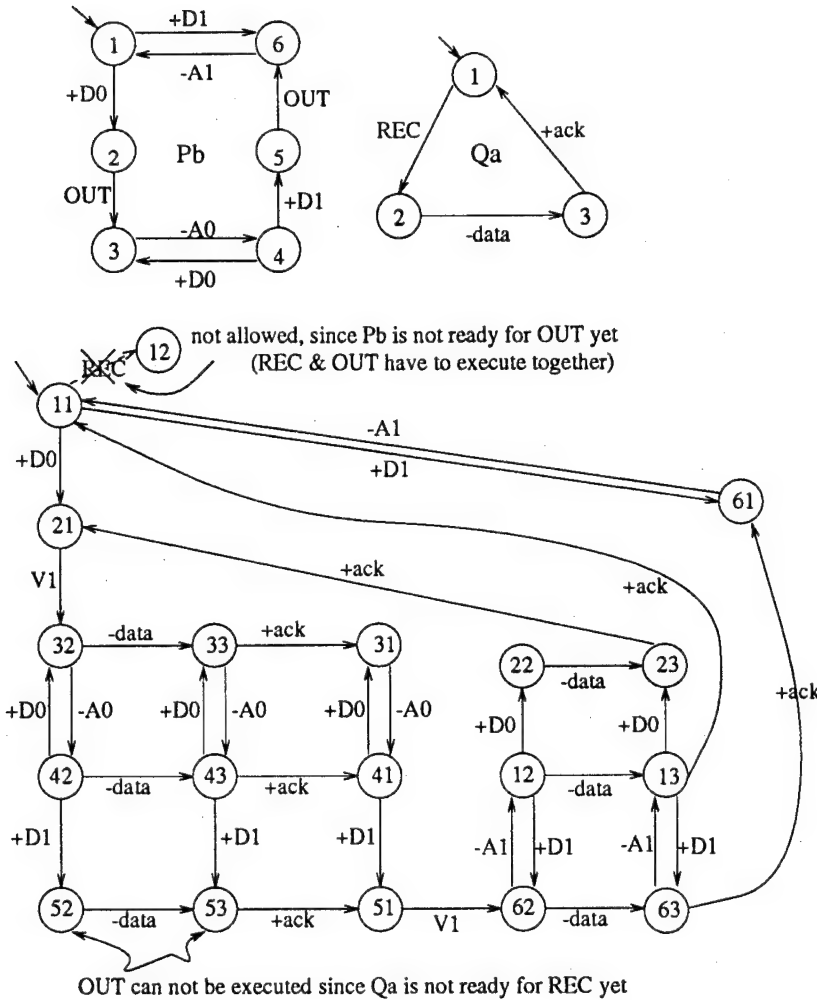 +D1
1
6
-A1
+D0
OUT
2
Pb
5
OUT
+D1
-A0
3
4
+D0
1
REC
+ack
Qa
2
3
-data
12
not allowed, since Pb is not ready for OUT yet
REC
(REC & OUT have to execute together)
11
-A1
+D1
+D0
61
21
+ack
+ack
V1
32
-data
33
+ack
31
22
-data
23
+ack
+D0
-A0
+D0
-A0
+D0
-A0
+D0
+D0
42
-data
43
+ack
41
12
-data
13
+D1
+D1
+D1
-A1
+D1
-A1
+D1
52
-data
53
+ack
51
V1
62
-data
63
OUT can not be executed since Qa is not ready for REC yet